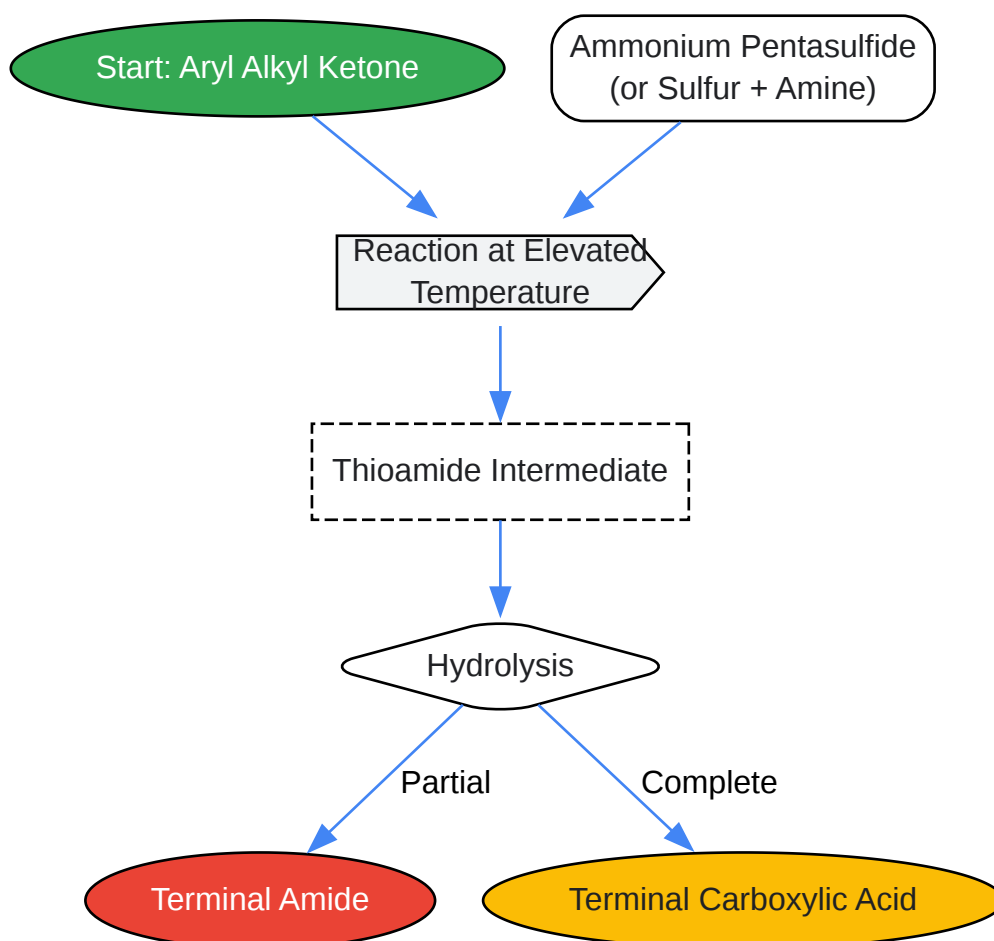 Start: Aryl Alkyl Ketone
Ammonium Pentasulfide
(or Sulfur + Amine)
Reaction at Elevated
Temperature
Thioamide Intermediate
Hydrolysis
Partial
Complete
Terminal Amide
Terminal Carboxylic Acid